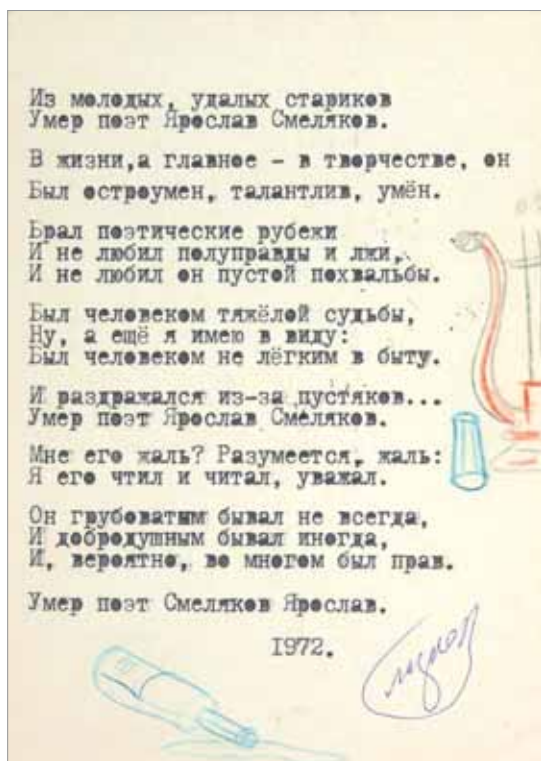 Из молодых, удалых стариков
Умер поэт Ярослав Смеляков.
В жизни,а главное - в творчестве, он
Был остроумен, талантлив, умён.
Брал поэтические рубежи
И не любил полуправды и лжи,
И не любил он пустой похвальбы.
Был человеком тяжёлой судьбы,
Ну, а ещё я имею в виду:
Был человеком не лёгким в быту.
И раздражался из-за пустяков...
Умер поэт Ярослав Смеляков.
Мне его жаль? Разумеется, жаль:
Я его чтил и читал, уважал.
Он грубоватым бывал не всегда,
И добродушным бывал иногда,
И, вероятно, во многом был прав.
Умер поэт Смеляков Ярослав.
1972.